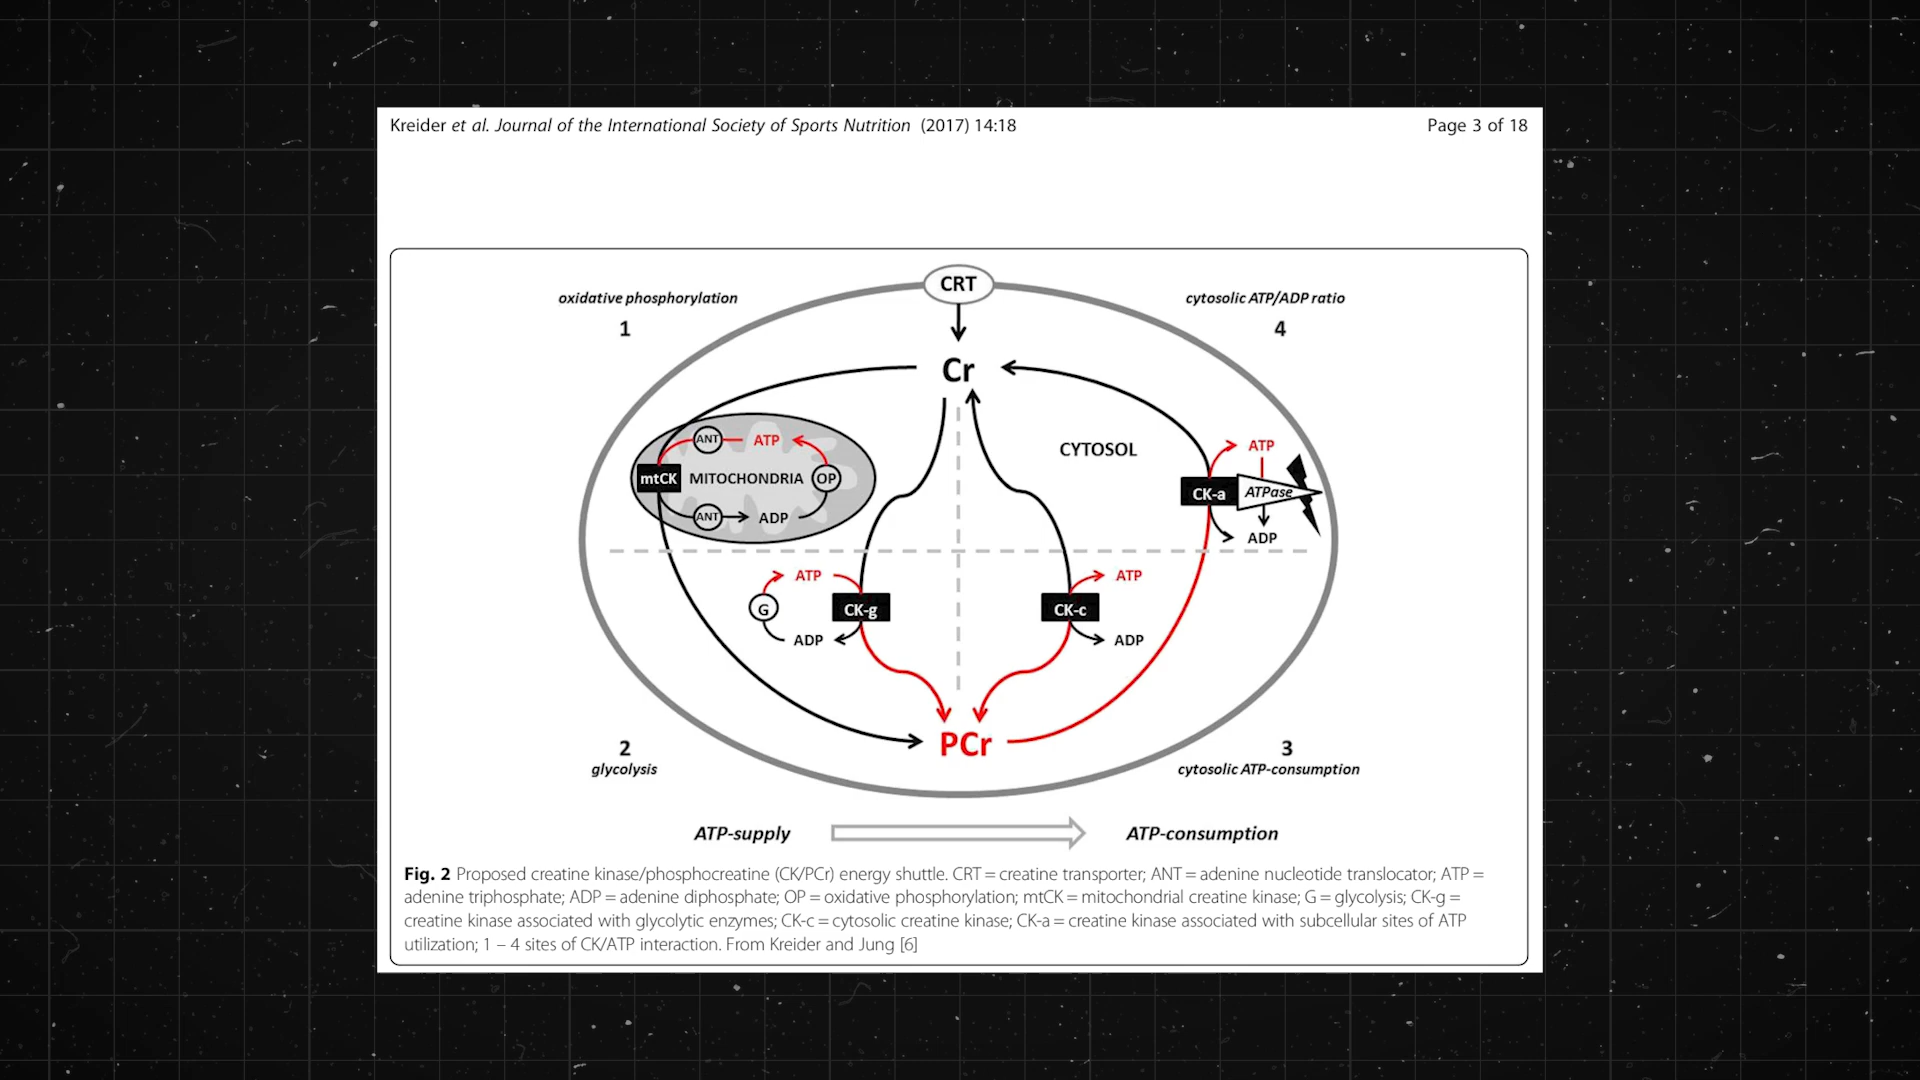 Kreider et al. Journal of the International Society of Sports Nutrition (2017) 14:18
Page 3 of 18
CRT
oxidative phosphorylation
1
cytosolic ATP/ADP ratio
4
Cr
CYTOSOL
ANT
ATP
mtCK
MITOCHONDRIA
OP
ANT
ADP
ATP
CK-a
ATPase
ADP
ATP
G
CK-g
ADP
ATP
CK-c
ADP
PCr
2
glycolysis
3
cytosolic ATP-consumption
ATP-supply
ATP-consumption
Fig. 2 Proposed creatine kinase/phosphocreatine (CK/PCr) energy shuttle. CRT = creatine transporter; ANT = adenine nucleotide translocator; ATP =
adenine triphosphate; ADP = adenine diphosphate; OP = oxidative phosphorylation; mtCK = mitochondrial creatine kinase; G = glycolysis; CK-g =
creatine kinase associated with glycolytic enzymes; CK-c = cytosolic creatine kinase; CK-a = creatine kinase associated with subcellular sites of ATP
utilization; 1 – 4 sites of CK/ATP interaction. From Kreider and Jung [6]